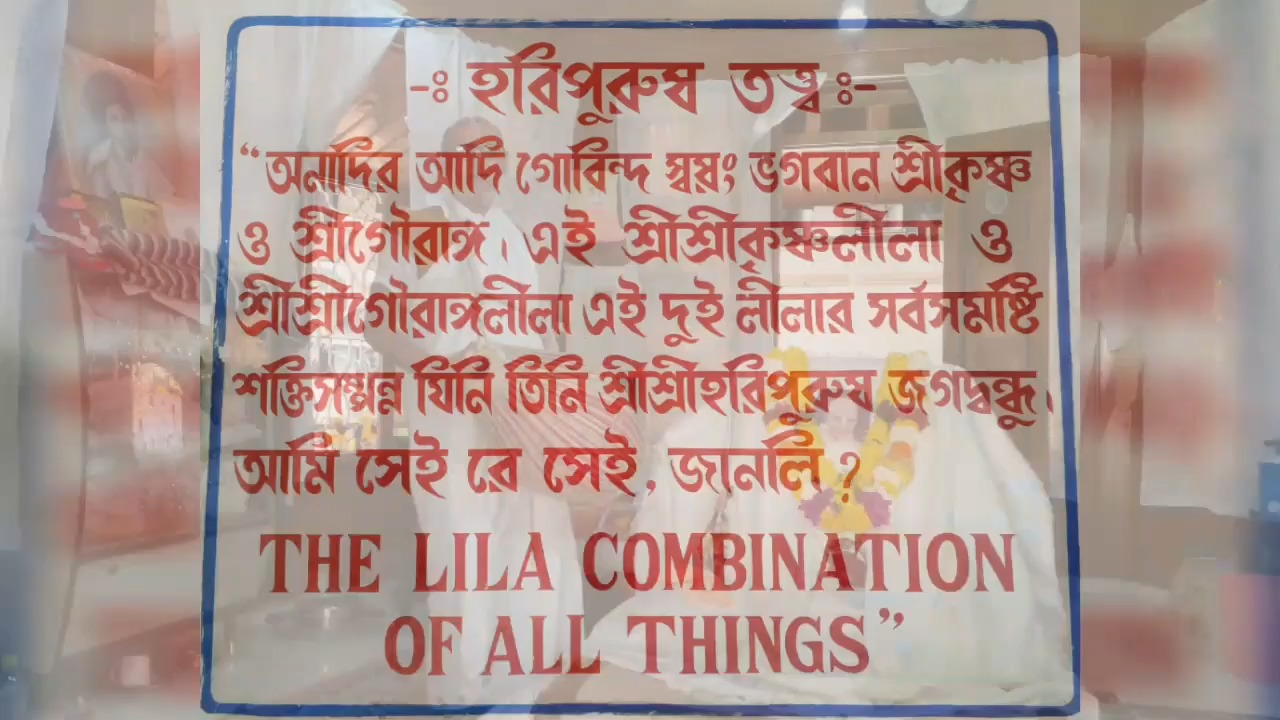 -ঃ হরিপুরুষ তত্ত্ব ঃ-
“অনাদির আদি গোবিন্দ স্বয়ং ভগবান শ্রীকৃষ্ণ
ও শ্রীগৌরাঙ্গ। এই শ্রীশ্রীকৃষ্ণলীলা ও
শ্রীশ্রীগৌরাঙ্গলীলা এই দুই লীলার সর্বসমষ্টি
শক্তিসম্পন্ন যিনি তিনি শ্রীশ্রীহরিপুরুষ জগদ্বন্ধু।
আমি সেই রে সেই, জানলি ?
THE LILA COMBINATION
OF ALL THINGS”